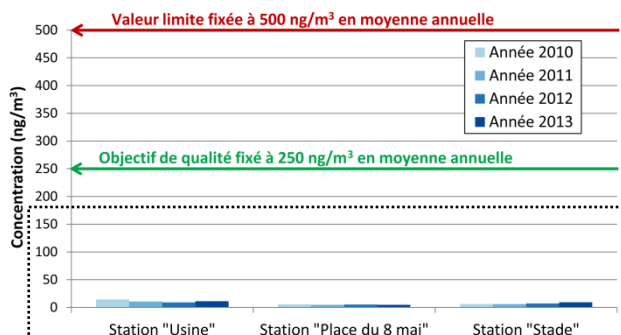 Valeur limite fixée à 500 ng/m³ en moyenne annuelle
500
450
400
350
300
250
200
150
100
50
0
Concentration (ng/m³)
Année 2010
Année 2011
Année 2012
Année 2013
Objectif de qualité fixé à 250 ng/m³ en moyenne annuelle
Station "Usine"
Station "Place du 8 mai"
Station "Stade"